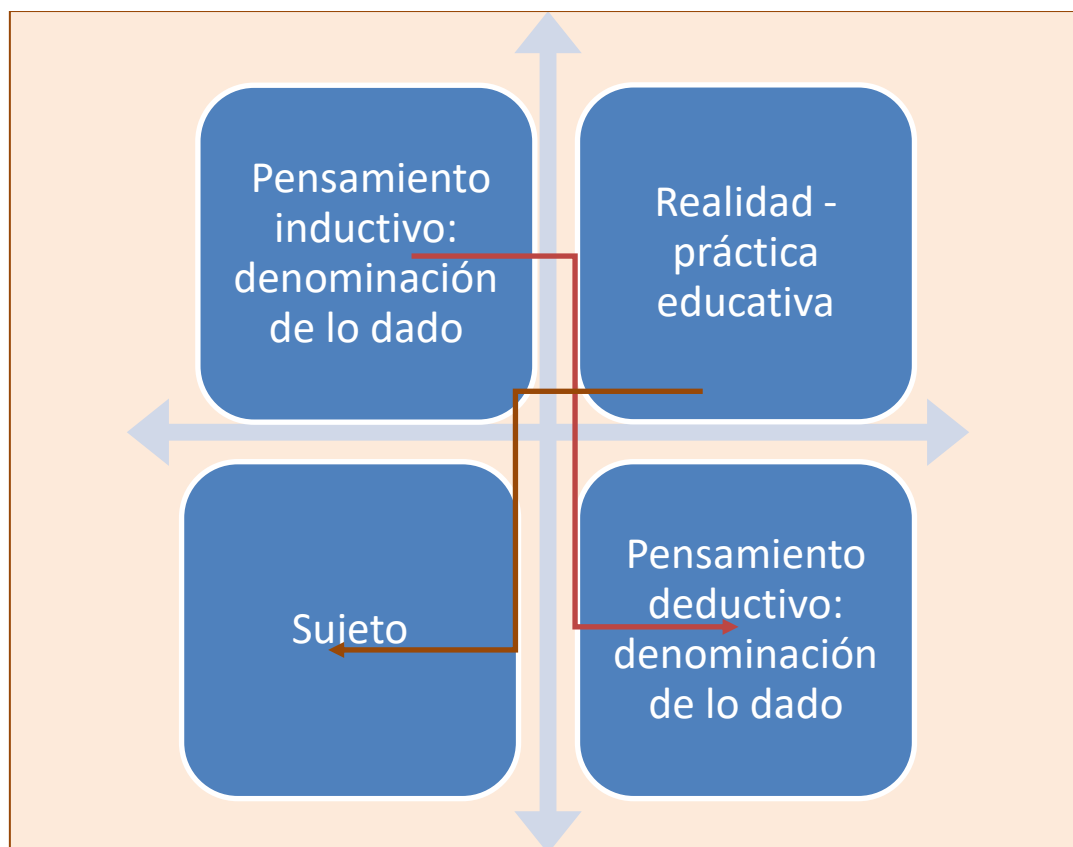 Pensamiento
inductivo:
denominación
de lo dado
Realidad -
práctica
educativa
Sujeto
Pensamiento
deductivo:
denominación
de lo dado